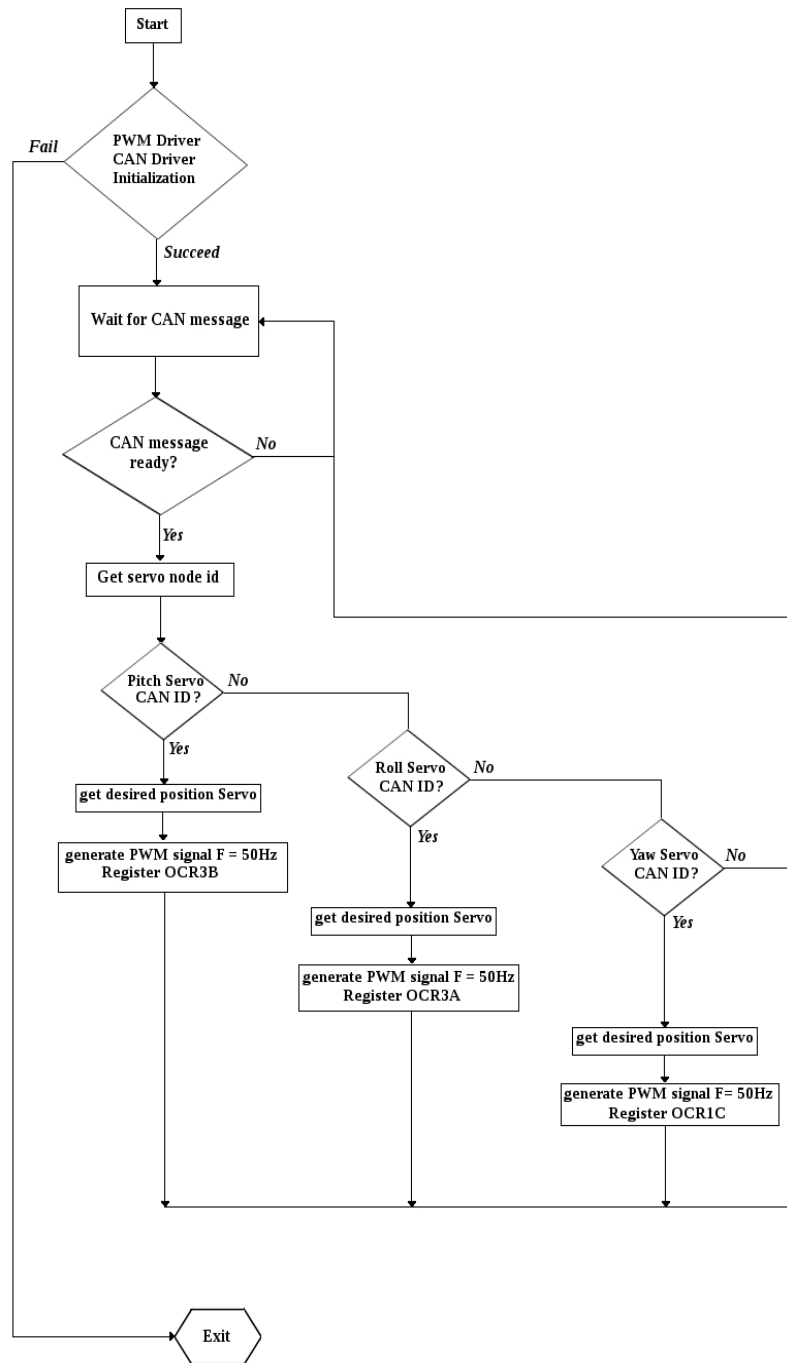 Start
PWM Driver
CAN Driver
Initialization
Fail
Succeed
Wait for CAN message
CAN message
ready?
No
Yes
Get servo node id
Pitch Servo
CAN ID?
No
Yes
get desired position Servo
generate PWM signal F = 50Hz
Register OCR3B
Roll Servo
CAN ID?
No
Yes
get desired position Servo
generate PWM signal F = 50Hz
Register OCR3A
Yaw Servo
CAN ID?
No
Yes
get desired position Servo
generate PWM signal F= 50Hz
Register OCR1C
Exit